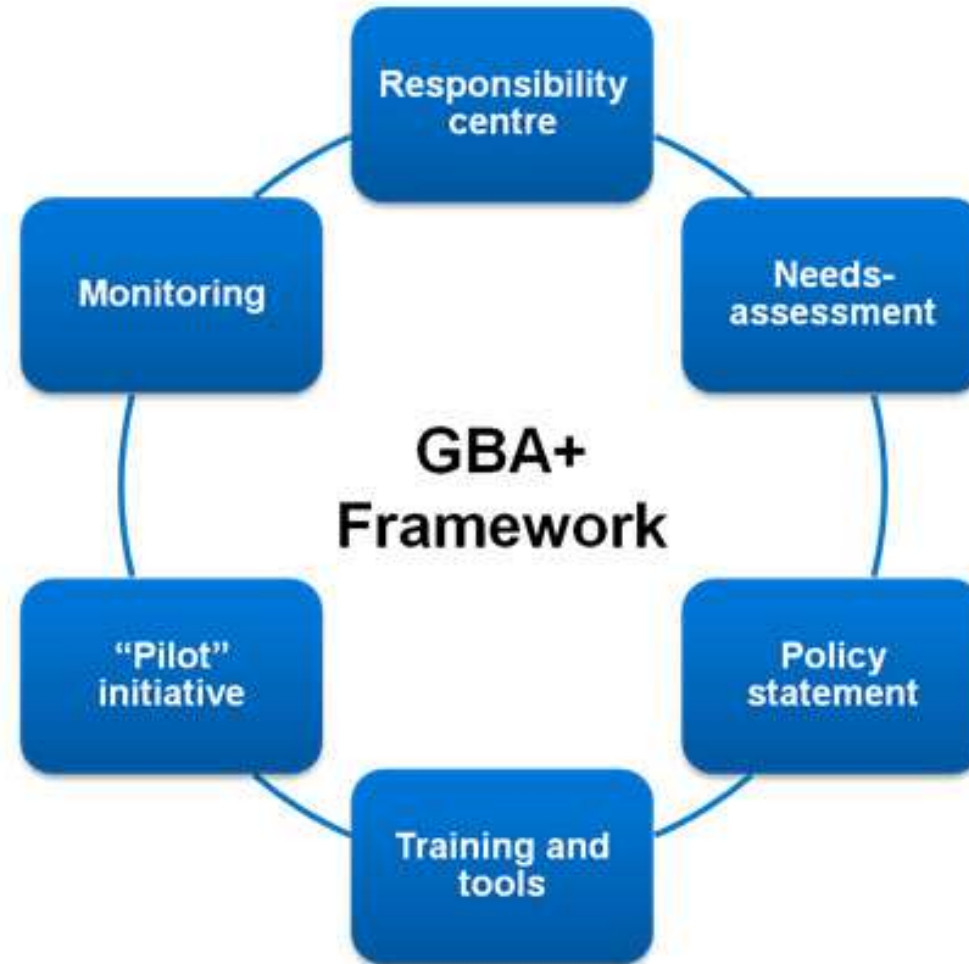 Responsibility
centre
Needs-
assessment
Policy
statement
Training and
tools
“Pilot”
initiative
Monitoring
GBA+
Framework